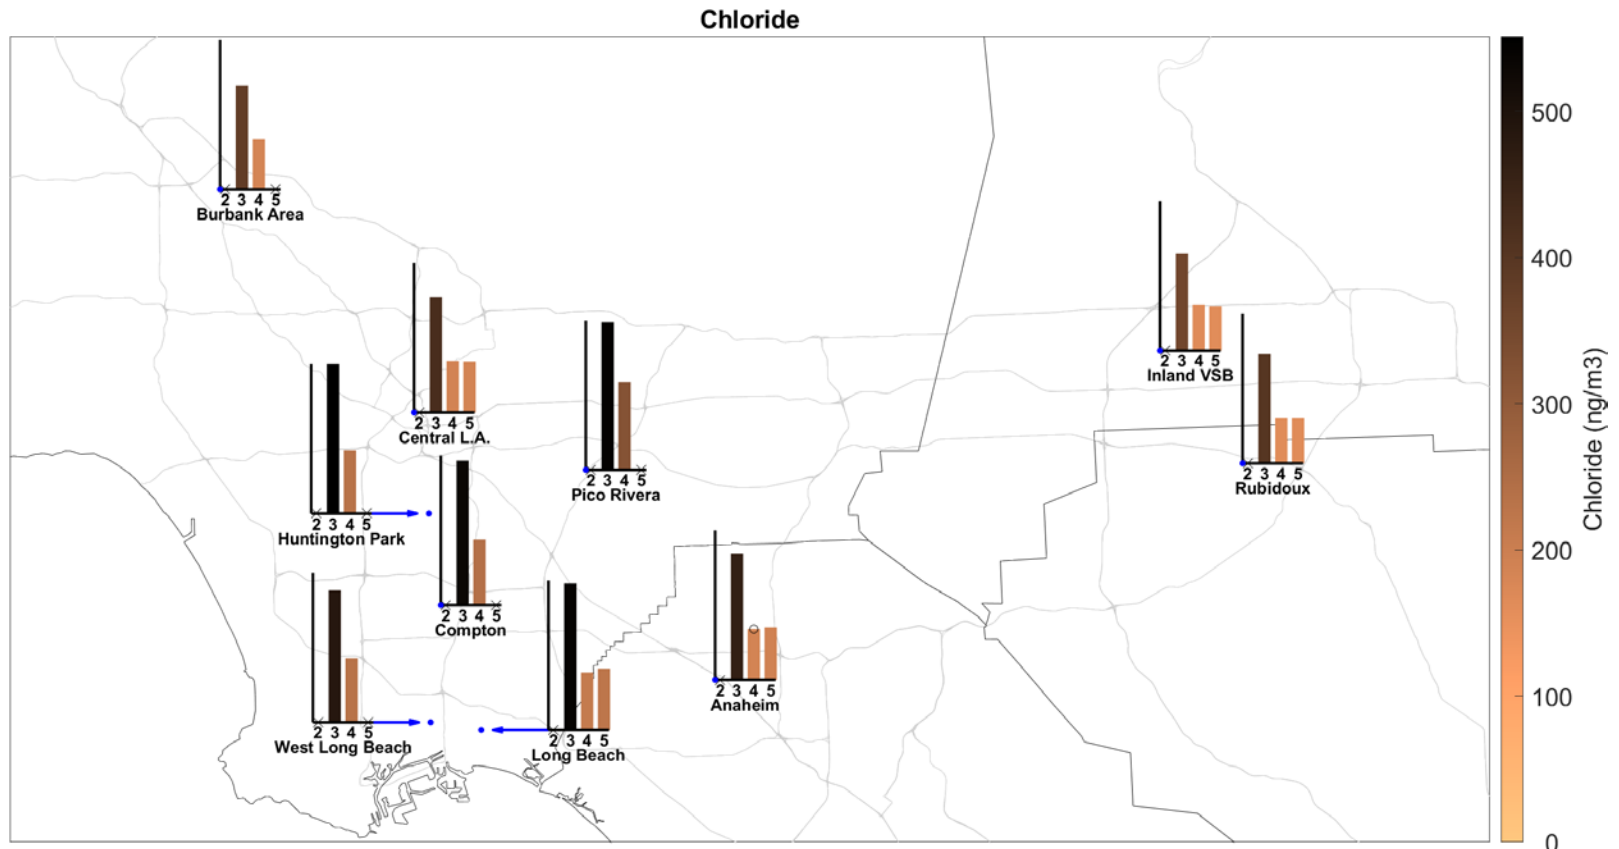 Chloride
2 3 4 5
Burbank Area
2 3 4 5
Central L.A.
2 3 4 5
Inland VSB
2 3 4 5
Pico Rivera
2 3 4 5
Rubidoux
2 3 4 5
Huntington Park
2 3 4 5
Compton
2 3 4 5
Anaheim
2 3 4 5
West Long Beach
2 3 4 5
Long Beach
500
400
300
200
100
0
Chloride (ng/m3)